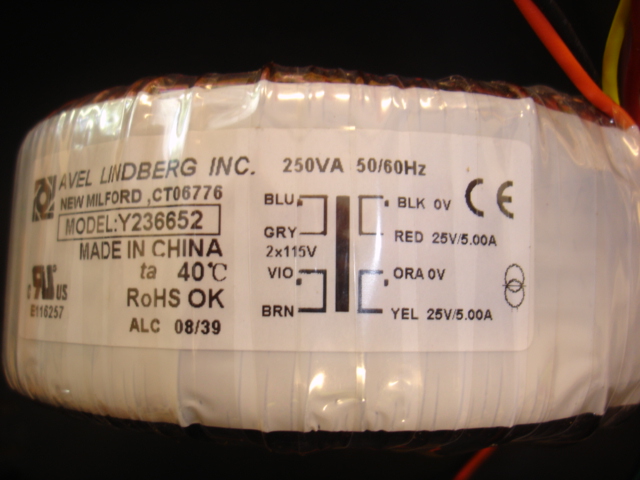 AVEL LINDBERG INC.
NEW MILFORD ,CT06776
MODEL:Y236652
MADE IN CHINA
ta 40℃
RoHS OK
ALC 08/39
c RU US
E116257
250VA 50/60Hz
BLU
GRY
2x115V
VIO
BRN
BLK 0V
RED 25V/5.00A
ORA 0V
YEL 25V/5.00A
CE